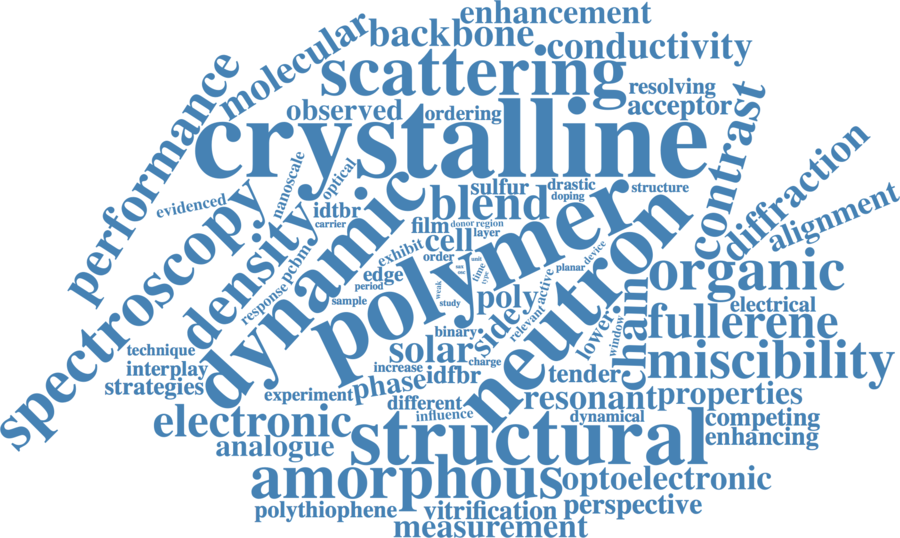 enhancement
backbone
molecular
conductivity
scattering
performance
resolving
observed
ordering
acceptor
crystalline
contrast
diffraction
alignment
nanoscale
optical
evidenced
spectroscopy
sulfur
drastic
structure
doping
blend
idtbr
carrier
dynamic
density
film
donor
region
layer
cell
exhibit
order
pcbm
response
polymer
neutron
organic
edge
period
sample
unit
time
type
weak
study
poly
active
planar
device
relevant
side
chain
electrical
fullerene
binary
window
lower
solar
charge
miscibility
technique
interplay
strategies
increase
idfbr
tender
phase
experiment
different
influence
resonant
properties
dynamical
competing
enhancing
electronic
analogue
structural
amorphous
optoelectronic
polythiophene
vitrification
perspective
measurement